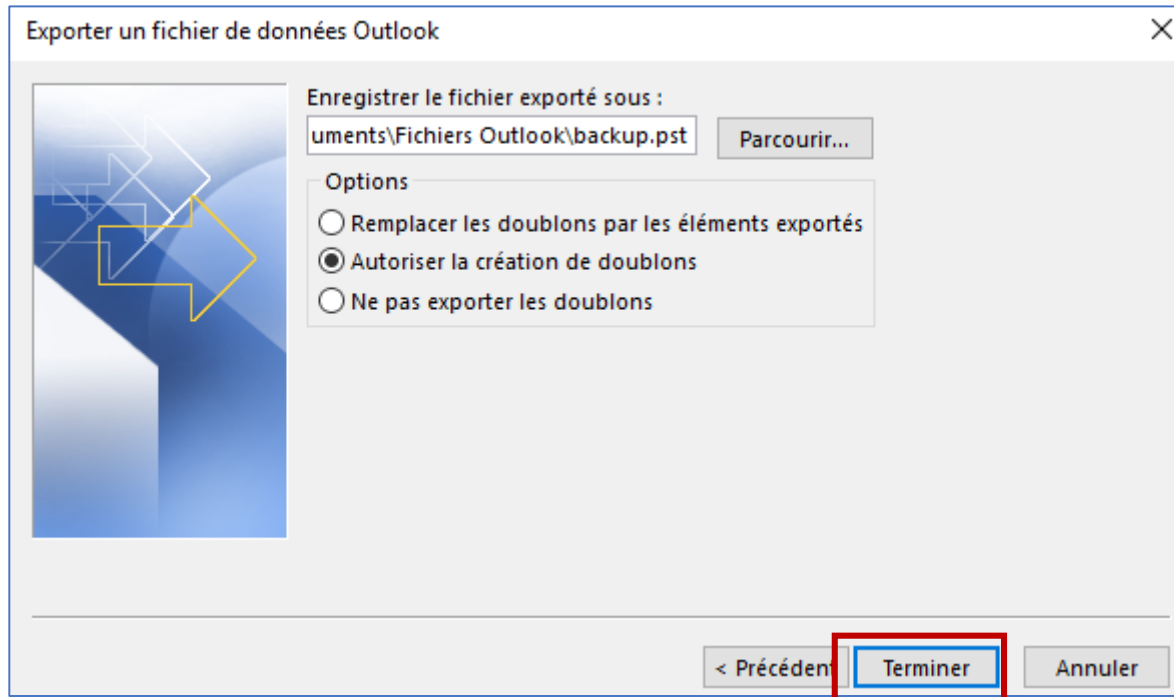 Exporter un fichier de données Outlook
Enregistrer le fichier exporté sous :
uments\Fichiers Outlook\backup.pst
Parcourir...
Options
Remplacer les doublons par les éléments exportés
Autoriser la création de doublons
Ne pas exporter les doublons
< Précédent Terminer Annuler